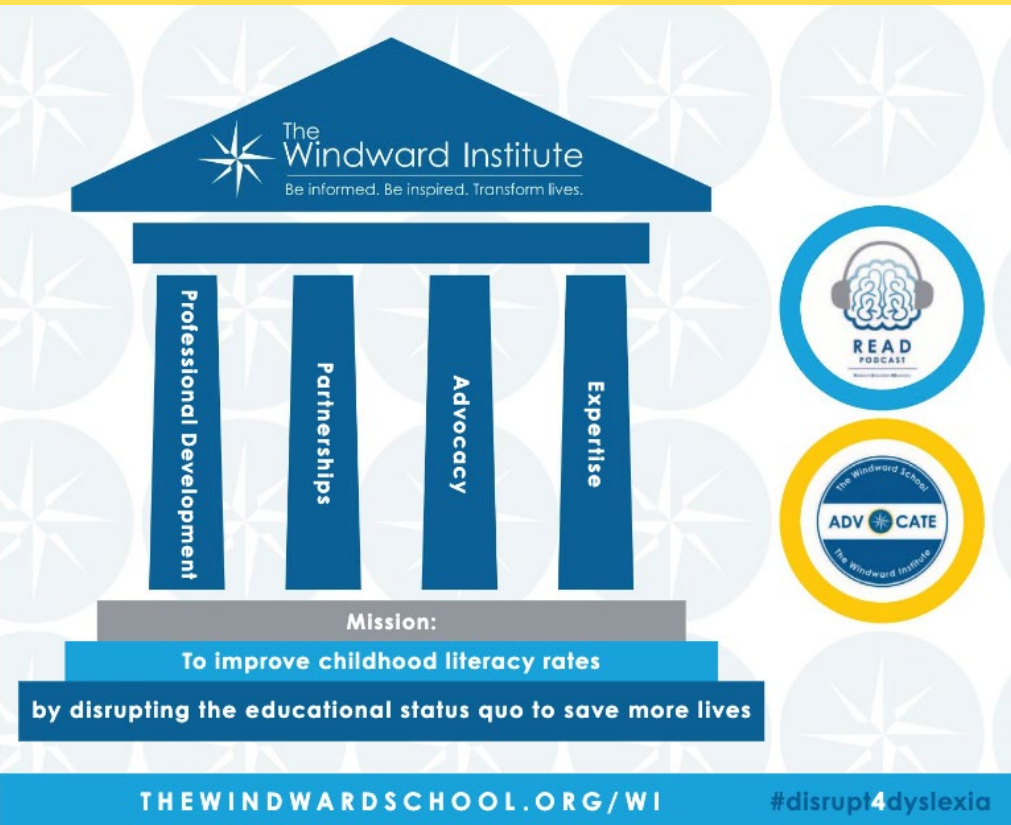 The
Windward Institute
Be informed. Be inspired. Transform lives.
Professional Development
Partnerships
Advocacy
Expertise
Mission:
To improve childhood literacy rates
by disrupting the educational status quo to save more lives
READ
PODCAST
The Windward School
ADV CATE
The Windward Institute
THEWINDWARDSCHOOL.ORG/WI
#disrupt4dyslexia